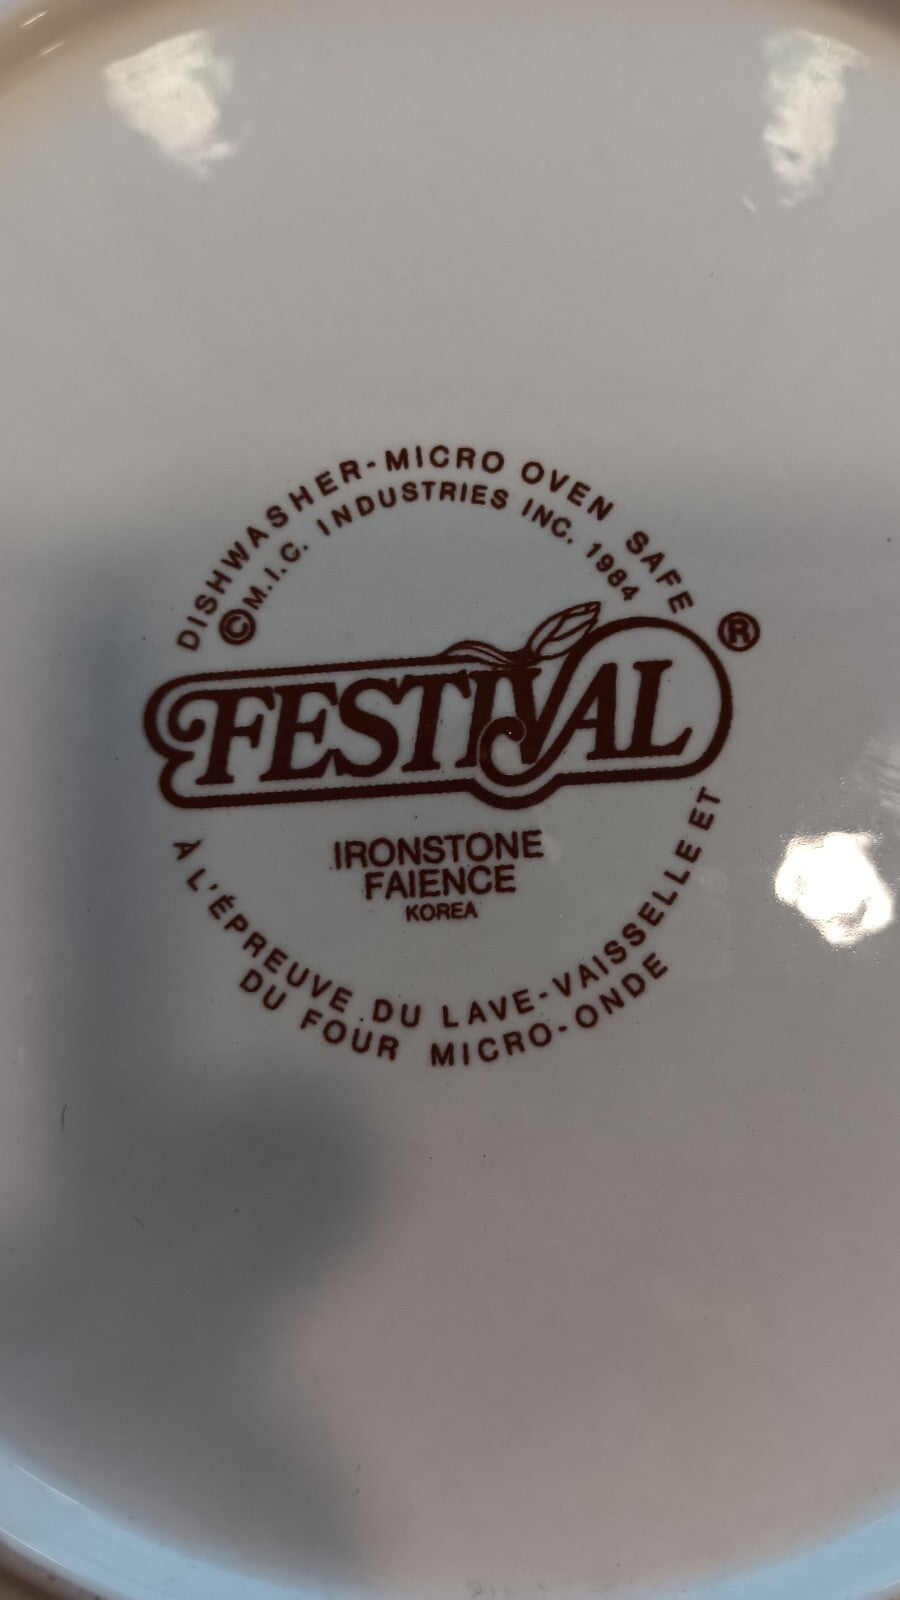 DISHWASHER-MICRO OVEN SAFE
©M.I.C. INDUSTRIES INC. 1984
FESTIVAL ®
IRONSTONE
FAIENCE
KOREA
À L'ÉPREUVE DU LAVE-VAISSELLE ET
DU FOUR MICRO-ONDE